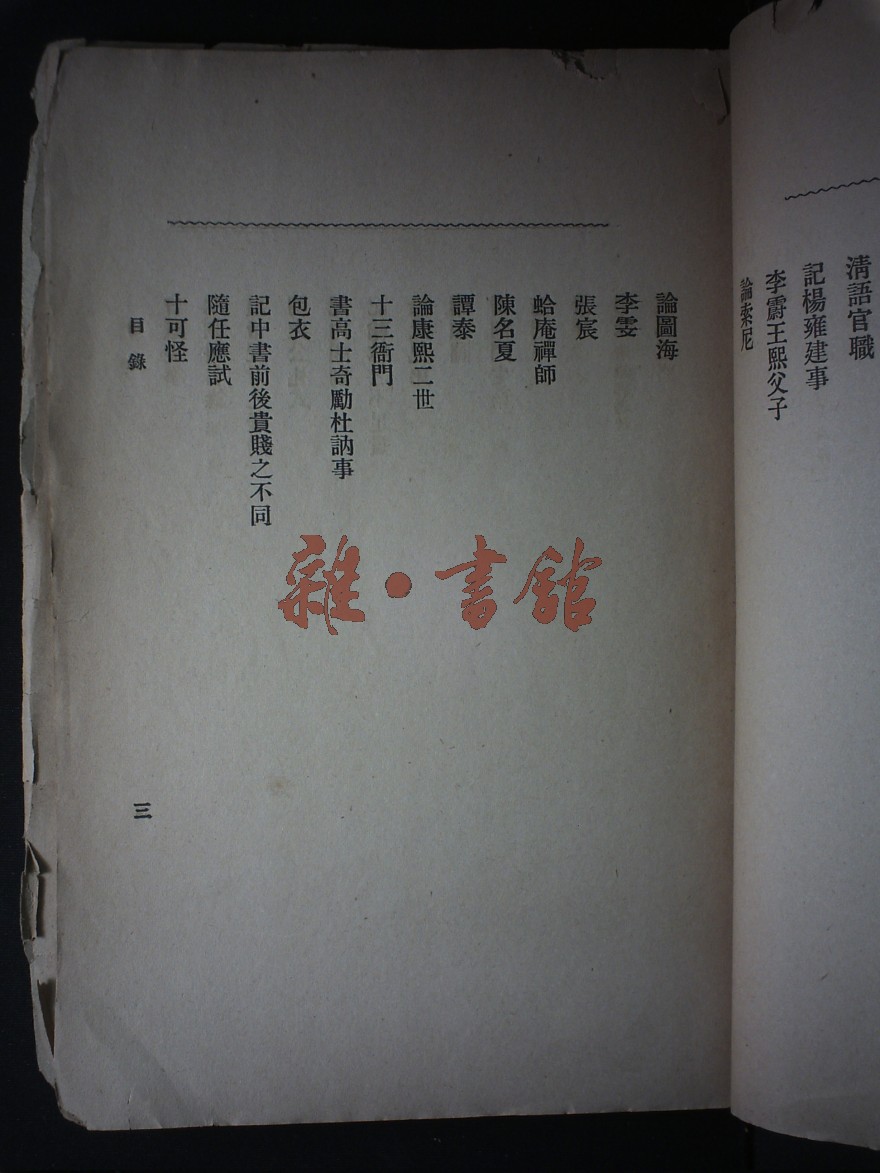 清語官職
記楊雍建事
李霨王熙父子
論索尼
論圖海
李雯
張宸
蛤庵禪師
陳名夏
譚泰
論康熙二世
十三衙門
書高士奇勵杜訥事
包衣
記中書前後貴賤之不同
隨任應試
十可怪
目錄
三
雜·書館